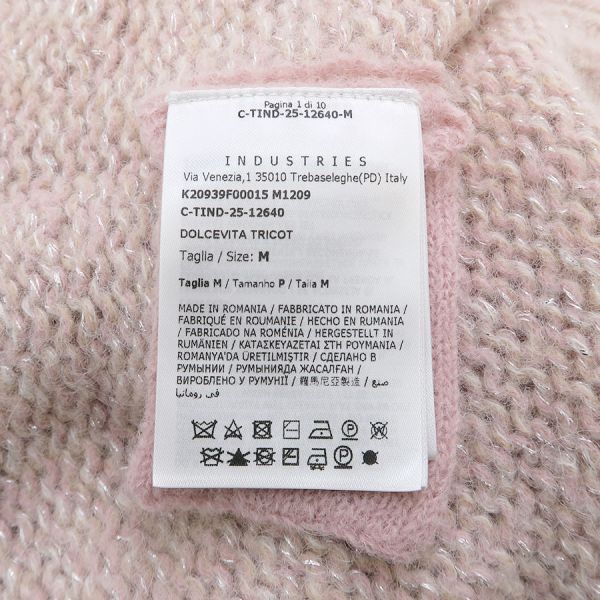 Pagina 1 di 10
C-TIND-25-12640-M
INDUSTRIES
Via Venezia,1 35010 Trebaseleghe(PD) Italy
K20939F00015 M1209
C-TIND-25-12640
DOLCEVITA TRICOT
Taglia / Size: M
Taglia M / Tamanho P / Talla M
MADE IN ROMANIA / FABBRICATO IN ROMANIA
/ FABRIQUÉ EN ROUMANIE / HECHO EN RUMANIA
/ FABRICADO NA ROMÉNIA / HERGESTELLT IN
RUMÄNIEN / ΚΑΤΑΣΚΕΥΑΖΕΤΑΙ ΣΤΗ ΡΟΥΜΑΝΙΑ /
ROMANYA'DA ÜRETILMIŞTIR / СДЕЛАНО В
РУМЫНИИ / РУМЫНИЯДА ЖАСАЛҒАН /
ВИРОБЛЕНО У РУМУНІЇ / 羅馬尼亞製造 / صنع
في رومانيا